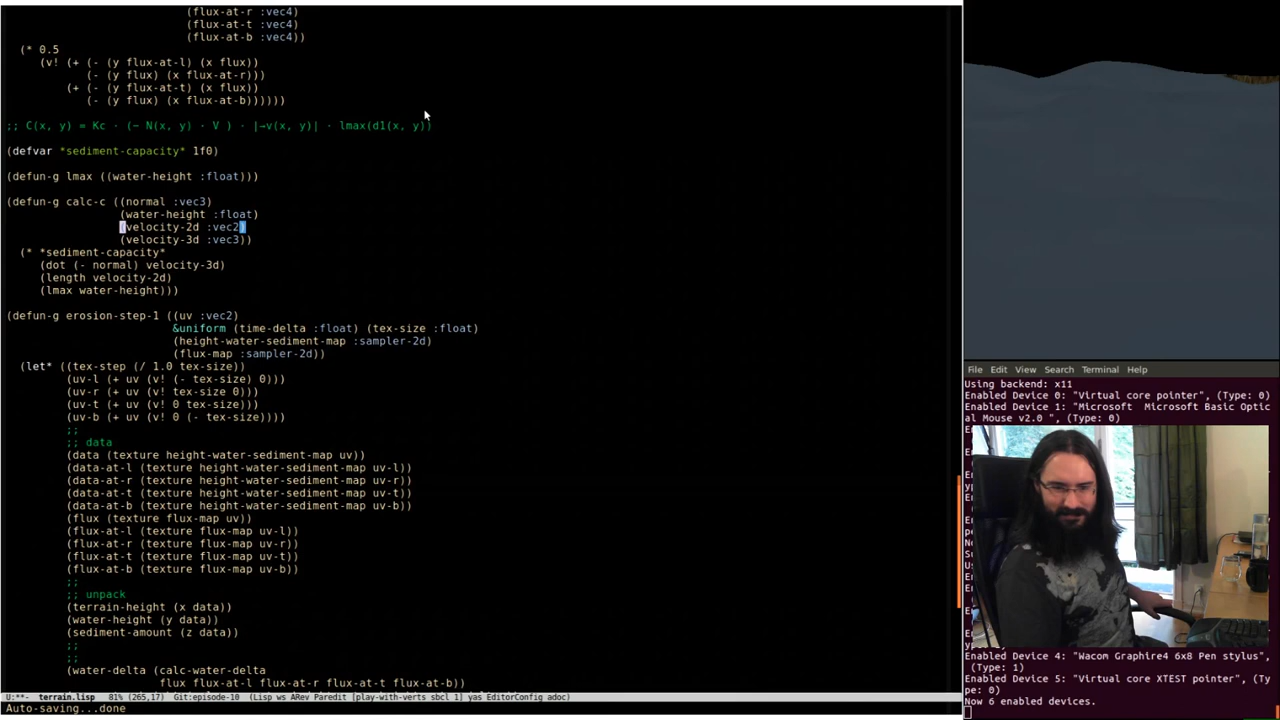 (flux-at-r :vec4)
(flux-at-t :vec4)
(flux-at-b :vec4))
(* 0.5
(v! (+ (- (y flux-at-l) (x flux))
(- (y flux) (x flux-at-r)))
(+ (- (y flux-at-t) (x flux))
(- (y flux) (x flux-at-b))))))
;; C(x, y) = Kc · (− N(x, y) · V ) · |→v(x, y)| · lmax(d1(x, y))
(defvar *sediment-capacity* 1f0)
(defun-g lmax ((water-height :float)))
(defun-g calc-c ((normal :vec3)
(water-height :float)
(velocity-2d :vec2)
(velocity-3d :vec3))
(* *sediment-capacity*
(dot (- normal) velocity-3d)
(length velocity-2d)
(lmax water-height)))
(defun-g erosion-step-1 ((uv :vec2)
&uniform (time-delta :float) (tex-size :float)
(height-water-sediment-map :sampler-2d)
(flux-map :sampler-2d))
(let* ((tex-step (/ 1.0 tex-size))
(uv-l (+ uv (v! (- tex-size) 0)))
(uv-r (+ uv (v! tex-size 0)))
(uv-t (+ uv (v! 0 tex-size)))
(uv-b (+ uv (v! 0 (- tex-size))))
;;
;; data
(data (texture height-water-sediment-map uv))
(data-at-l (texture height-water-sediment-map uv-l))
(data-at-r (texture height-water-sediment-map uv-r))
(data-at-t (texture height-water-sediment-map uv-t))
(data-at-b (texture height-water-sediment-map uv-b))
(flux (texture flux-map uv))
(flux-at-l (texture flux-map uv-l))
(flux-at-r (texture flux-map uv-r))
(flux-at-t (texture flux-map uv-t))
(flux-at-b (texture flux-map uv-b))
;;
;; unpack
(terrain-height (x data))
(water-height (y data))
(sediment-amount (z data))
;;
;;
(water-delta (calc-water-delta
flux flux-at-l flux-at-r flux-at-t flux-at-b))
U:**- terrain.lisp 81% (265,17) Git:episode-10 (Lisp ws ARev Paredit [play-with-verts sbcl 1] yas EditorConfig adoc)
Auto-saving...done
File Edit View Search Terminal Help
Using backend: x11
Enabled Device 0: "Virtual core pointer", (Type: 0)
Enabled Device 1: "Microsoft Microsoft Basic Optic
al Mouse v2.0 ", (Type: 0)
Enabled Device 4: "Wacom Graphire4 6x8 Pen stylus",
(Type: 1)
Enabled Device 5: "Virtual core XTEST pointer", (Ty
pe: 0)
Now 6 enabled devices.